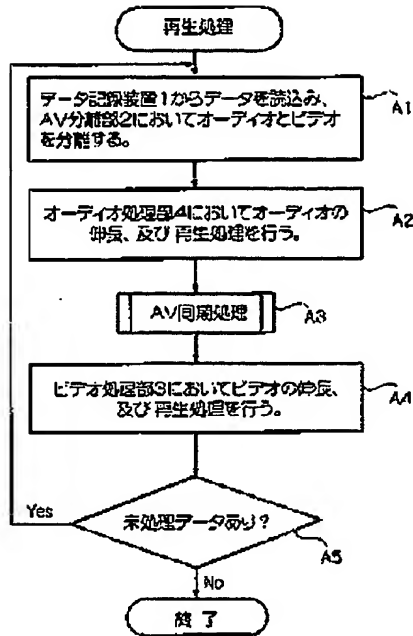 再生処理
データ記録装置1からデータを読込み、
AV分離部2においてオーディオとビデオ
を分離する。
A1
オーディオ処理部4においてオーディオの
伸長、及び再生処理を行う。
A2
AV同期処理
A3
ビデオ処理部3においてビデオの伸長、
及び再生処理を行う。
A4
未処理データあり?
A5
Yes
No
終了